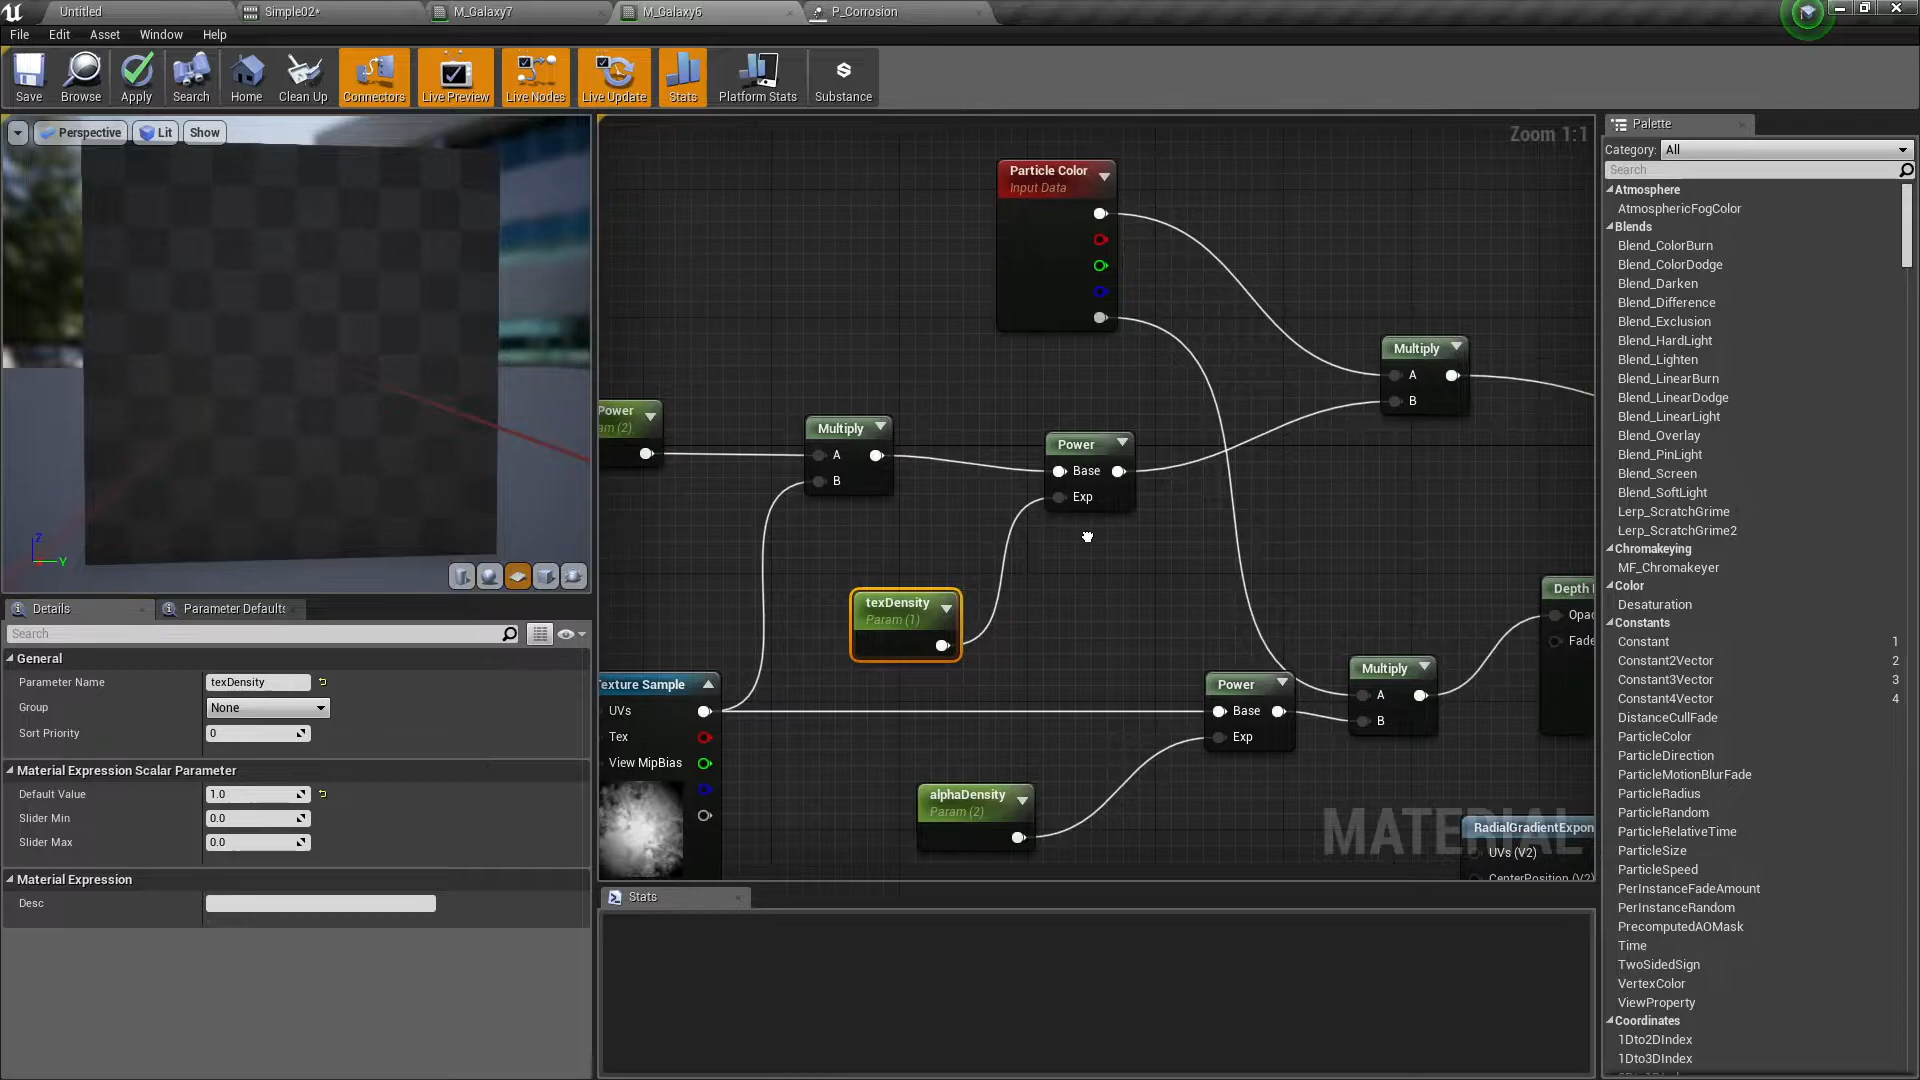 Untitled
Simple02*
M_Galaxy7
M_Galaxy6
P_Corrosion
File Edit Asset Window Help
Save
Browse
Apply
Search
Home
Clean Up
Connectors
Live Preview
Live Nodes
Live Update
Stats
Platform Stats
Substance
Perspective
Lit
Show
Z
Y
Details
Parameter Defaults
Search
General
Parameter Name texDensity
Group None
Sort Priority 0
Material Expression Scalar Parameter
Default Value 1.0
Slider Min 0.0
Slider Max 0.0
Material Expression
Desc
Zoom 1:1
Particle Color
Input Data
Multiply
A
B
Power
am (2)
Multiply
A
B
Power
Base
Exp
texDensity
Param (1)
Depth
Opac
Fade
exture Sample
UVs
Tex
View MipBias
Power
Base
Exp
Multiply
A
B
alphaDensity
Param (2)
MATERIAL
RadialGradientExpon
UVs (V2)
CenterPosition (V2)
Stats
Palette
Category: All
Search
Atmosphere
AtmosphericFogColor
Blends
Blend_ColorBurn
Blend_ColorDodge
Blend_Darken
Blend_Difference
Blend_Exclusion
Blend_HardLight
Blend_Lighten
Blend_LinearBurn
Blend_LinearDodge
Blend_LinearLight
Blend_Overlay
Blend_PinLight
Blend_Screen
Blend_SoftLight
Lerp_ScratchGrime
Lerp_ScratchGrime2
Chromakeying
MF_Chromakeyer
Color
Desaturation
Constants
Constant 1
Constant2Vector 2
Constant3Vector 3
Constant4Vector 4
DistanceCullFade
ParticleColor
ParticleDirection
ParticleMotionBlurFade
ParticleRadius
ParticleRandom
ParticleRelativeTime
ParticleSize
ParticleSpeed
PerInstanceFadeAmount
PerInstanceRandom
PrecomputedAOMask
Time
TwoSidedSign
VertexColor
ViewProperty
Coordinates
1Dto2DIndex
1Dto3DIndex